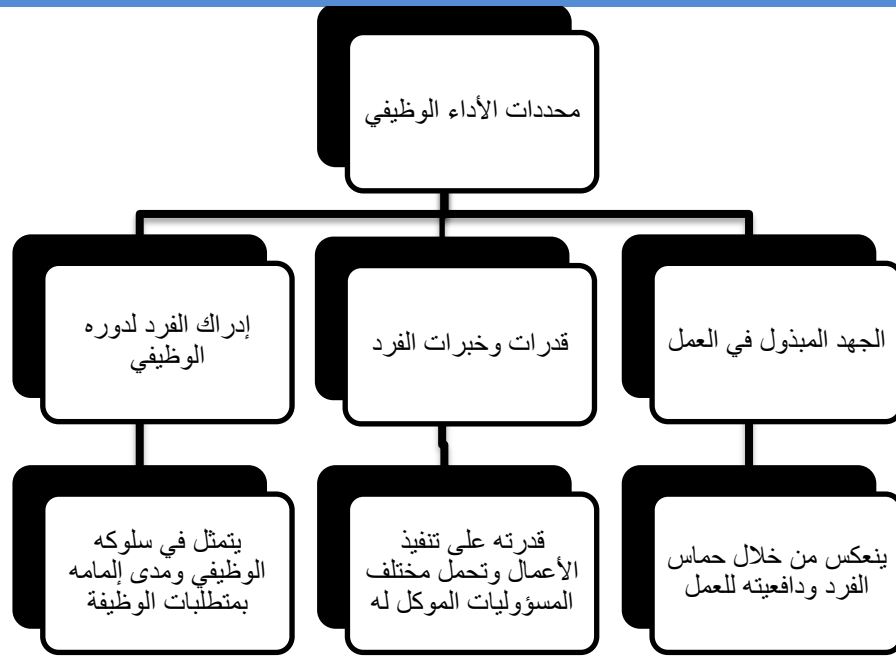 محددات الأداء الوظيفي
الجهد المبذول في العمل
قدرات وخبرات الفرد
إدراك الفرد لدوره
الوظيفي
ينعكس من خلال حماس
الفرد ودافعيته للعمل
قدرته على تنفيذ
الأعمال وتحمل مختلف
المسؤوليات الموكل له
يتمثل في سلوكه
الوظيفي ومدى إلمامه
بمتطلبات الوظيفة